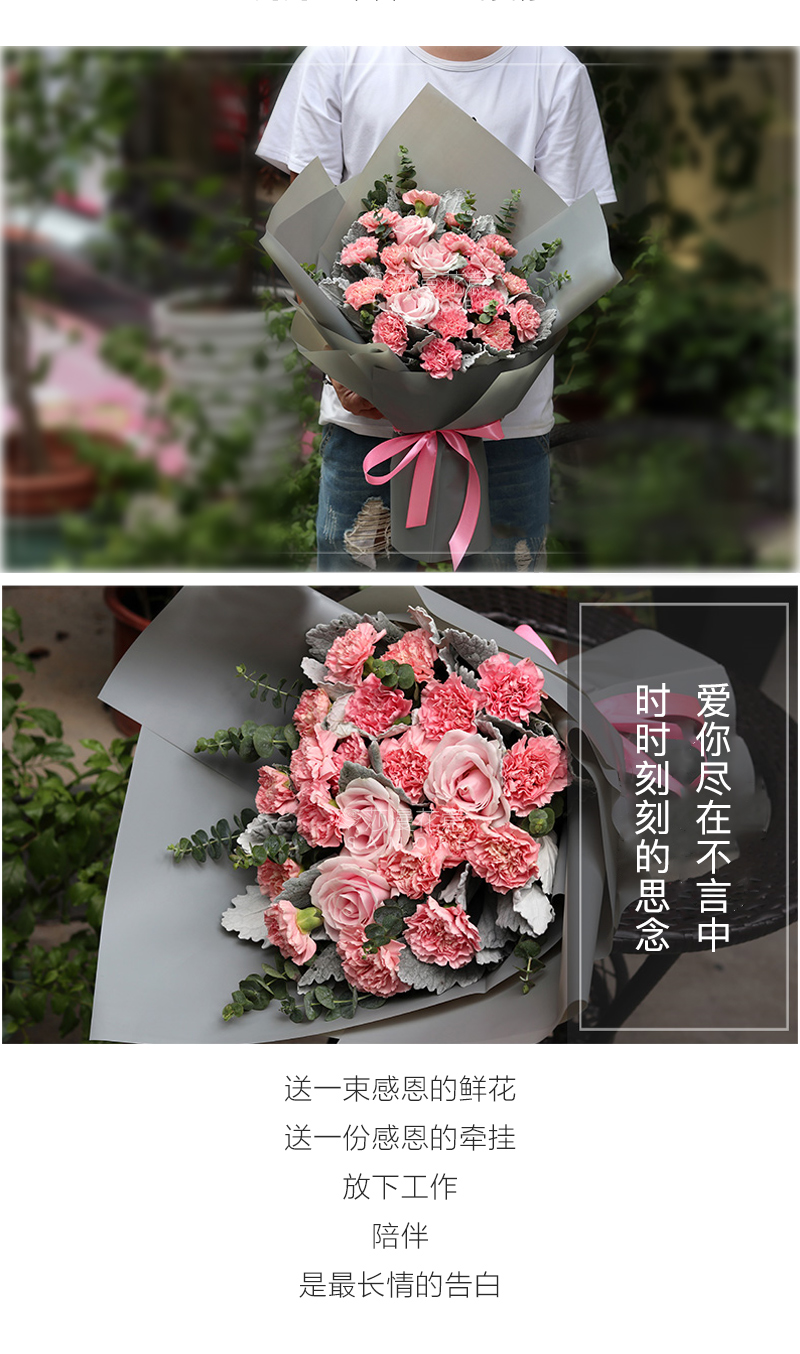 爱你尽在不言中
时时刻刻的思念
送一束感恩的鲜花
送一份感恩的牵挂
放下工作
陪伴
是最长情的告白